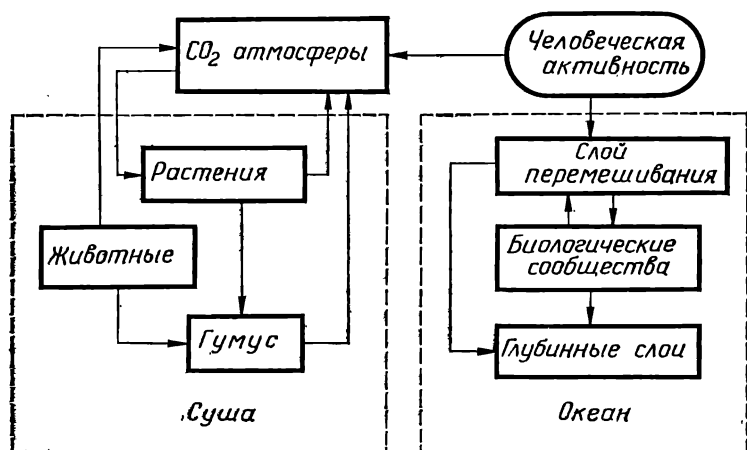 CO₂ атмосферы
Человеческая
активность
Растения
Животные
Гумус
Суша
Слой
перемешивания
Биологические
сообщества
Глубинные слои
Океан